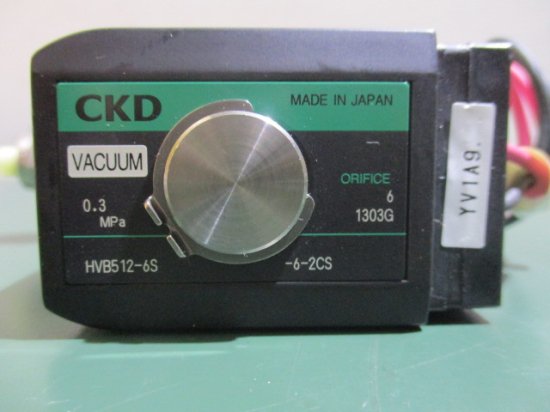 CKD
MADE IN JAPAN
VACUUM
ORIFICE
0.3
MPa
6
1303G
HVB512-6S
-6-2CS
YV1A9.